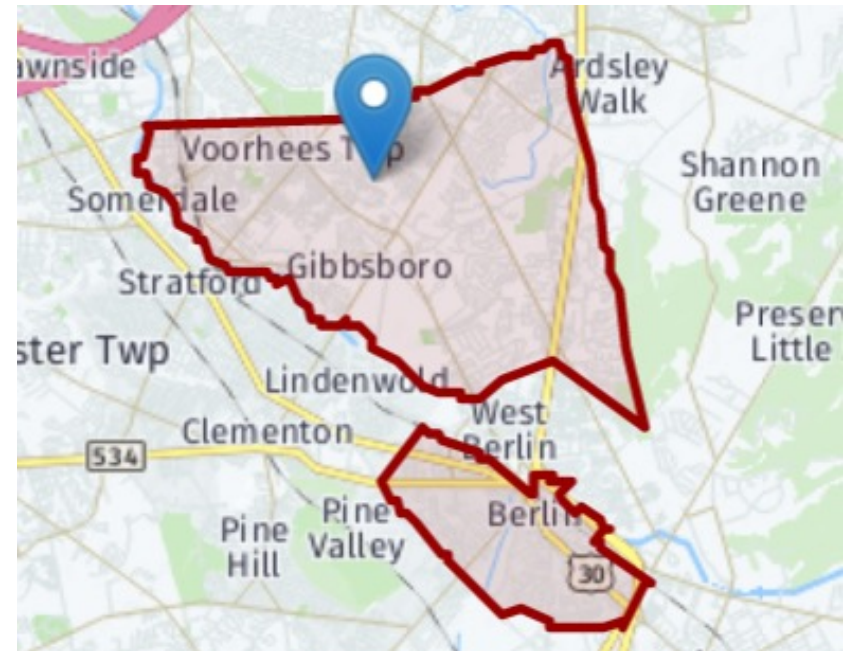 awnside
Ardsley
Walk
Voorhees Twp
Shannon
Greene
Somerdale
Gibbsboro
Stratford
Preser
Little
ster Twp
Lindenwold
West
Berlin
Clementon
534
Berlin
Pine
Valley
Pine
Hill
30